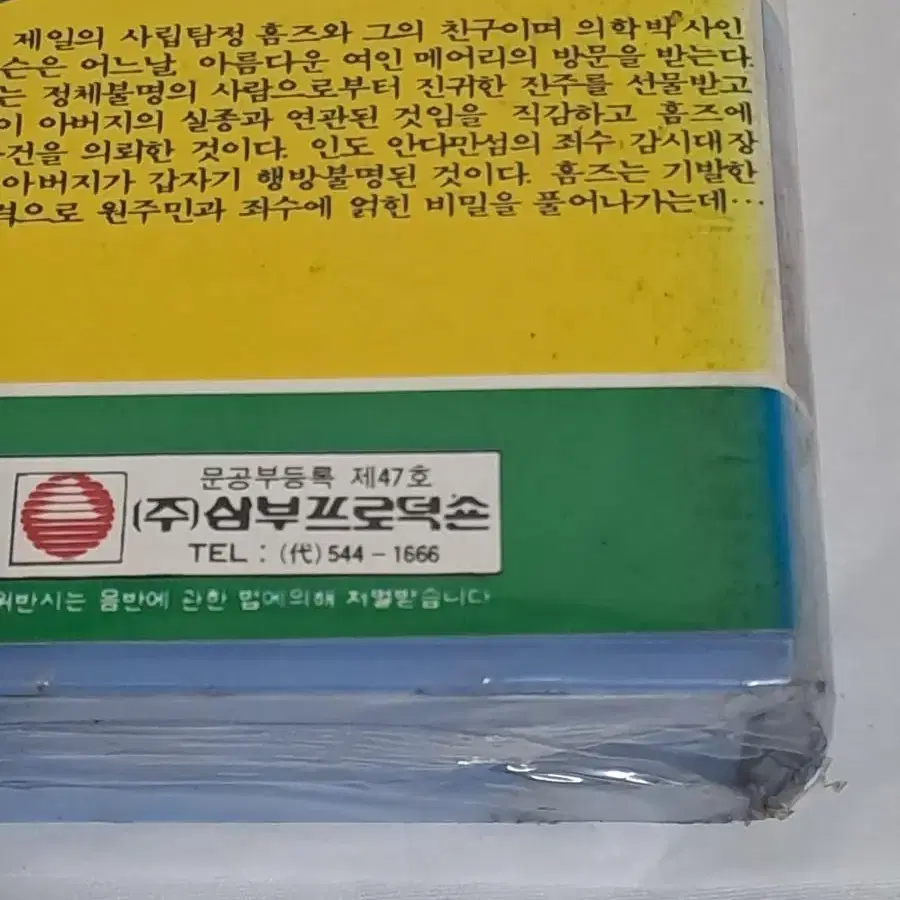 제일의 사립탐정 홈즈와 그의 친구이며 의학박사인
슨은 어느날 아름다운 여인 메어리의 방문을 받는다.
는 정체불명의 사람으로부터 진귀한 진주를 선물받고
이 아버지의 실종과 연관된 것임을 직감하고 홈즈에
건을 의뢰한 것이다. 인도 안다만섬의 죄수 감시대장
아버지가 갑자기 행방불명된 것이다. 홈즈는 기발한
력으로 원주민과 죄수에 얽힌 비밀을 풀어나가는데…
문공부등록 제47호
(주)삼부프로덕숀
TEL : (代) 544-1666
위반시는 음반에 관한 법에의해 처벌받습니다